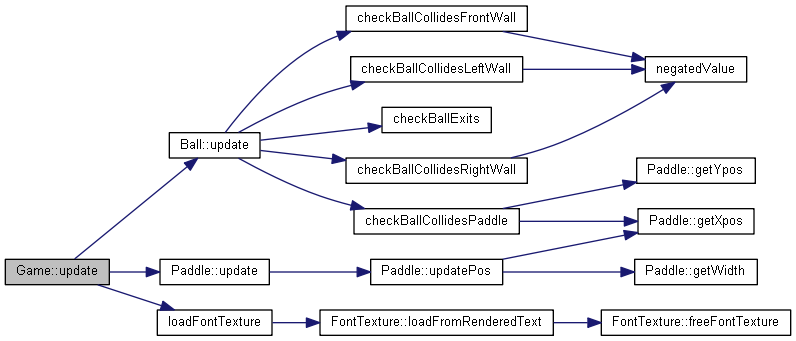 checkBallCollidesFrontWall
checkBallCollidesLeftWall
negatedValue
checkBallExits
Ball::update
checkBallCollidesRightWall
Paddle::getYpos
checkBallCollidesPaddle
Paddle::getXpos
Game::update
Paddle::update
Paddle::updatePos
Paddle::getWidth
loadFontTexture
FontTexture::loadFromRenderedText
FontTexture::freeFontTexture